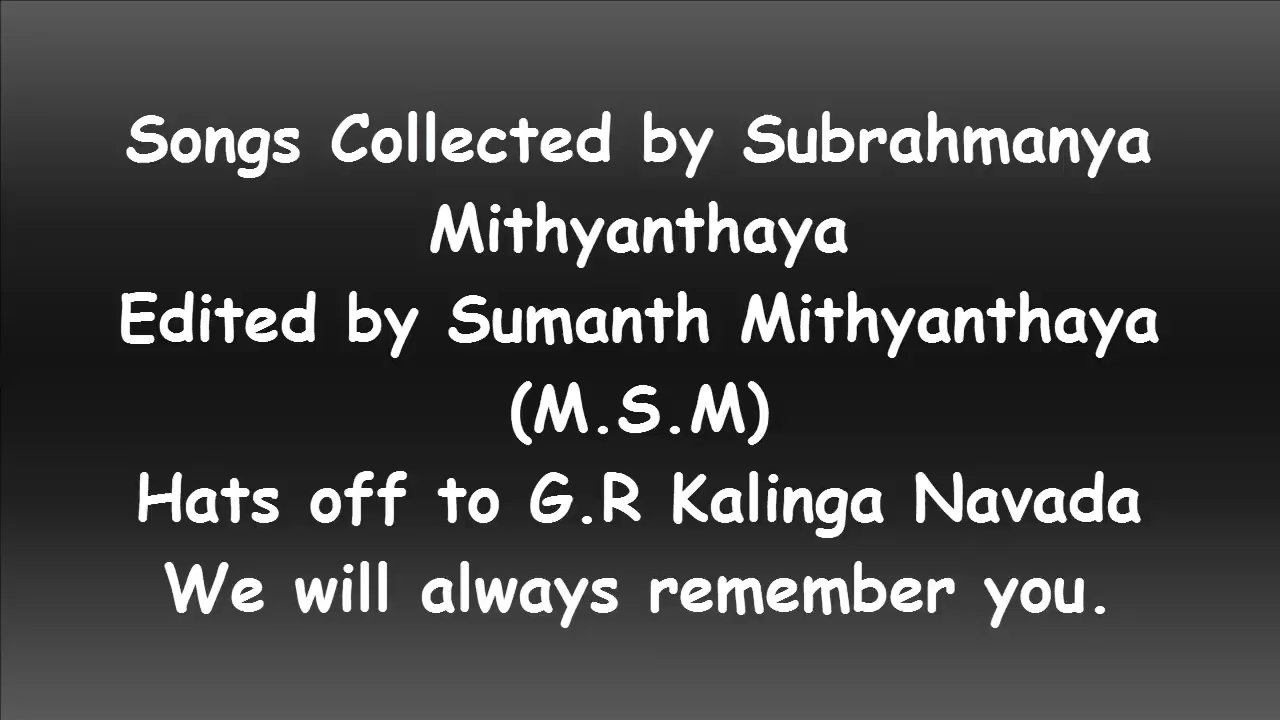 Songs Collected by Subrahmanya
Mithyanthaya
Edited by Sumanth Mithyanthaya
(M.S.M)
Hats off to G.R Kalinga Navada
We will always remember you.